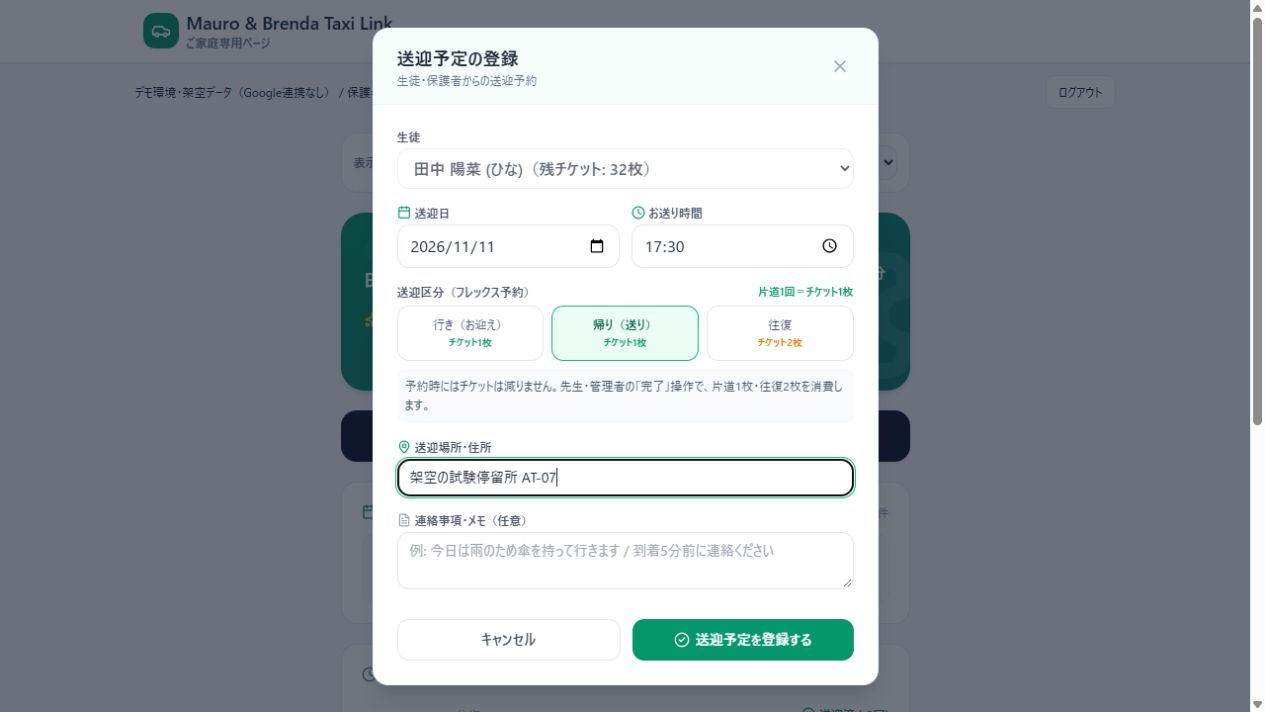 Mauro & Brenda Taxi Link
ご家庭専用ページ
デモ環境・架空データ（Google連携なし） / 保護
ログアウト
表示
送迎予定の登録
生徒・保護者からの送迎予約
生徒
田中 陽菜 (ひな)（残チケット: 32枚）
送迎日
お送り時間
2026/11/11
17:30
送迎区分（フレックス予約）
片道1回＝チケット1枚
行き（お迎え）
チケット1枚
帰り（送り）
チケット1枚
往復
チケット2枚
予約時にはチケットは減りません。先生・管理者の「完了」操作で、片道1枚・往復2枚を消費し
ます。
送迎場所・住所
架空の試験停留所 AT-07
連絡事項・メモ（任意）
例: 今日は雨のため傘を持って行きます / 到着5分前に連絡ください
件
キャンセル
送迎予定を登録する